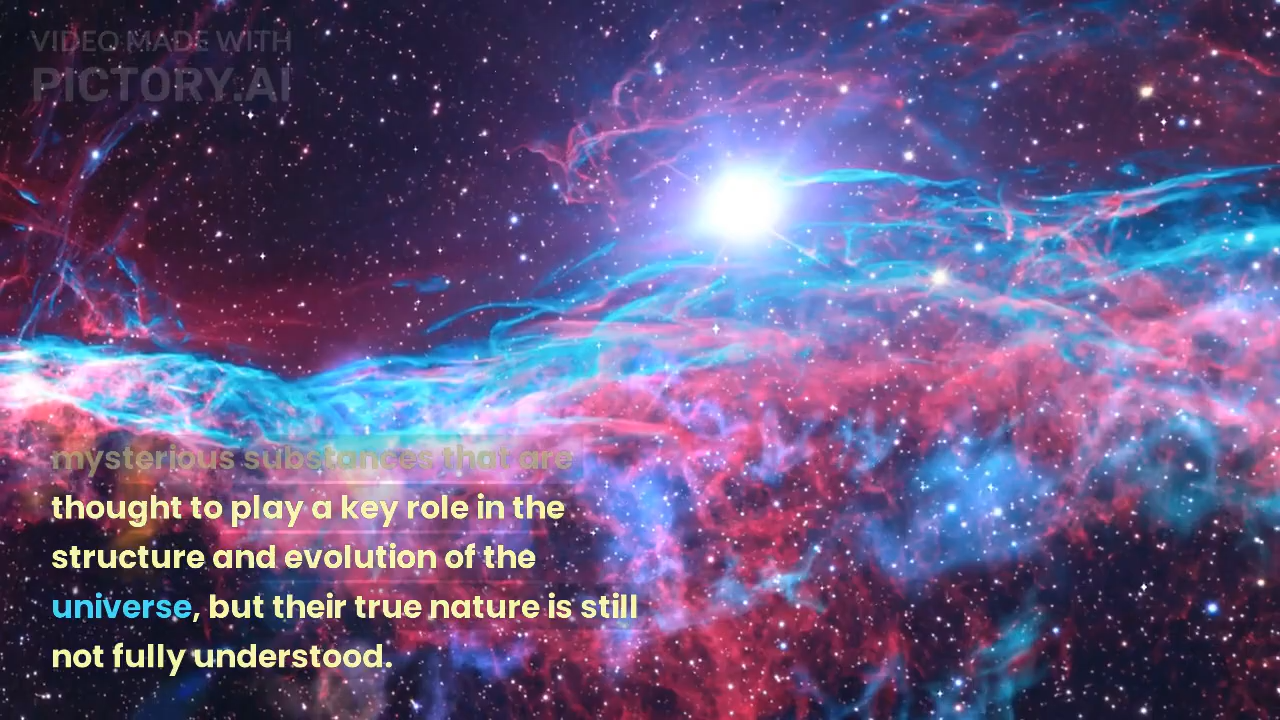 VIDEO MADE WITH
PICTORY.AI
mysterious substances that are
thought to play a key role in the
structure and evolution of the
universe, but their true nature is still
not fully understood.